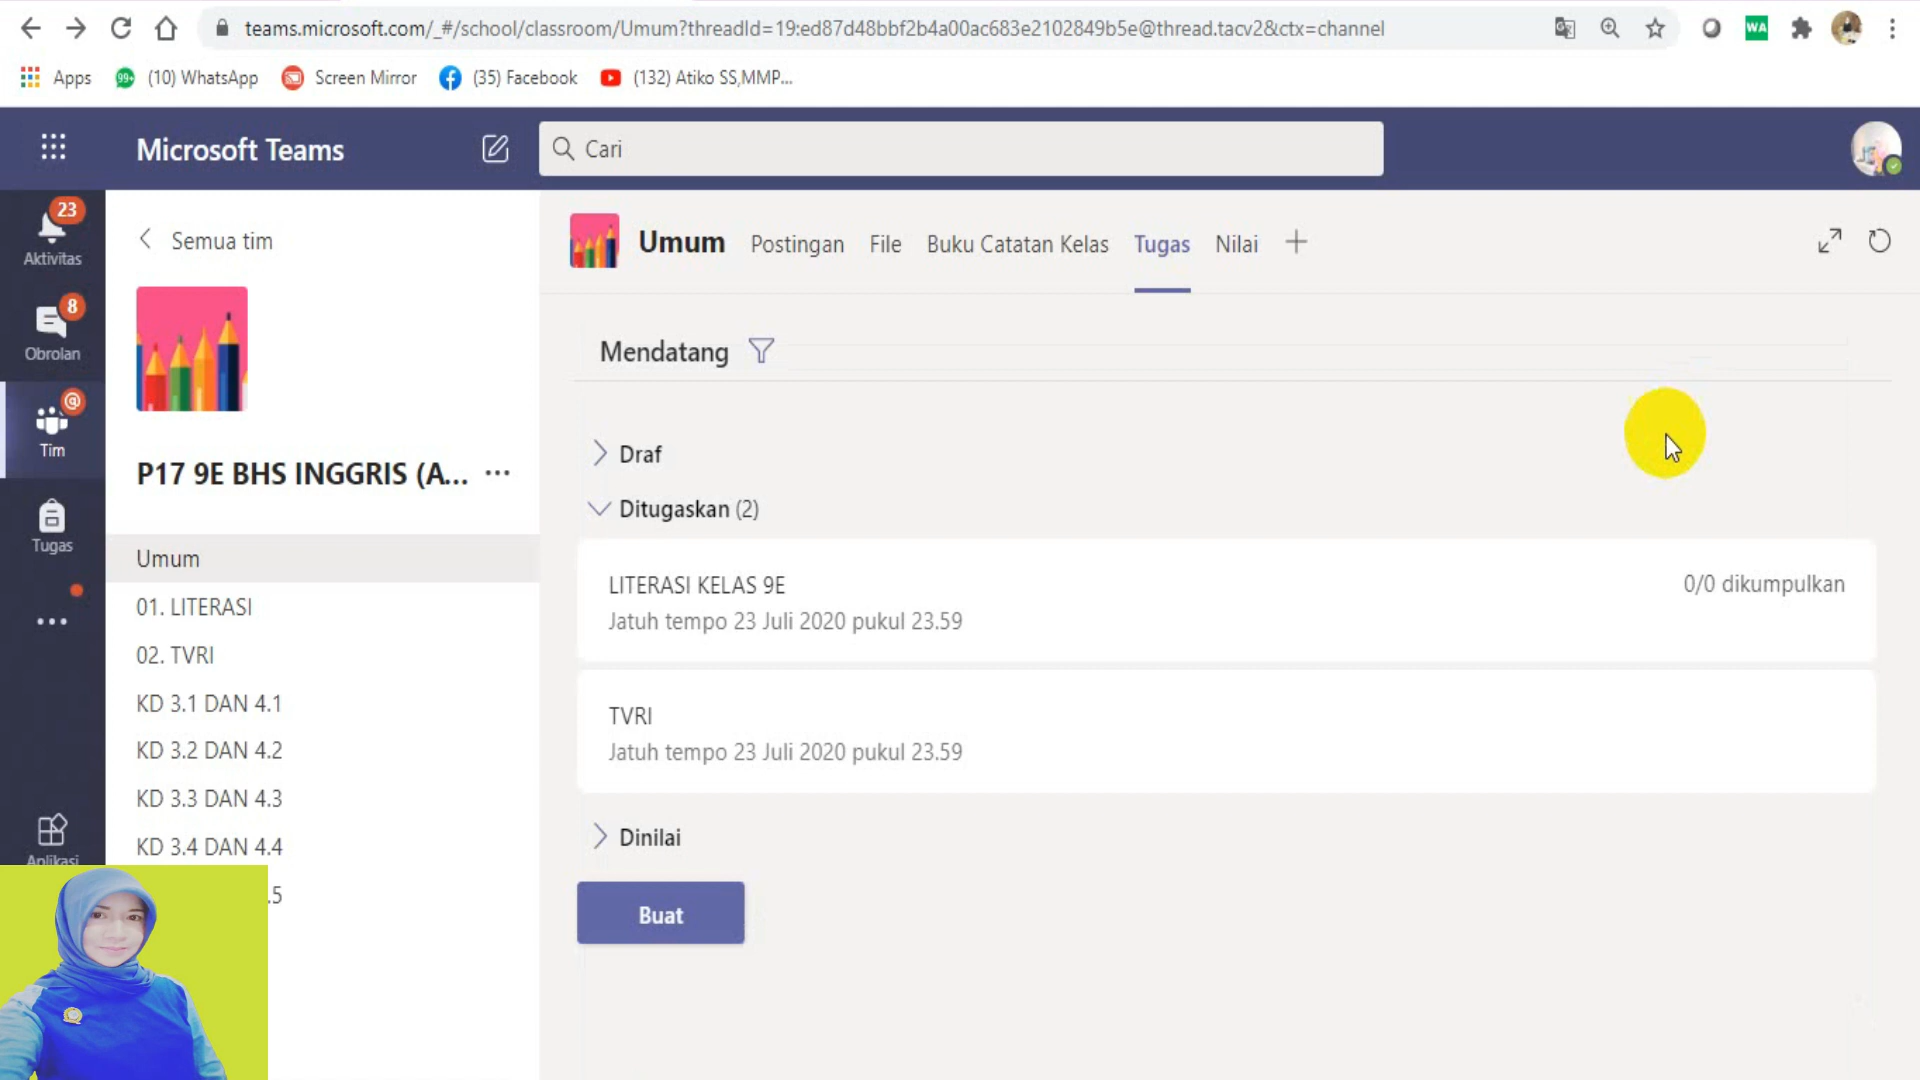 teams.microsoft.com/_#/school/classroom/Umum?threadId=19:ed87d48bbf2b4a00ac683e2102849b5e@thread.tacv2&ctx=channel
WA
Apps
99+
(10) WhatsApp
Screen Mirror
(35) Facebook
(132) Atiko SS,MMP...
Microsoft Teams
Cari
23
Aktivitas
8
Obrolan
@
Tim
Tugas
Aplikasi
Semua tim
P17 9E BHS INGGRIS (A... ...
Umum
01. LITERASI
02. TVRI
KD 3.1 DAN 4.1
KD 3.2 DAN 4.2
KD 3.3 DAN 4.3
KD 3.4 DAN 4.4
.5
Umum Postingan File Buku Catatan Kelas Tugas Nilai +
Mendatang
Draf
Ditugaskan (2)
LITERASI KELAS 9E
0/0 dikumpulkan
Jatuh tempo 23 Juli 2020 pukul 23.59
TVRI
Jatuh tempo 23 Juli 2020 pukul 23.59
Dinilai
Buat